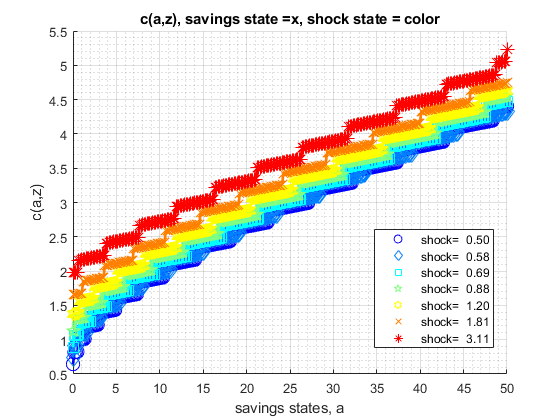 c(a,z), savings state =x, shock state = color
5.5
5
4.5
4
3.5
3
2.5
2
1.5
1
0.5
c(a,z)
0 5 10 15 20 25 30 35 40 45 50
savings states, a
shock= 0.50
shock= 0.58
shock= 0.69
shock= 0.88
shock= 1.20
shock= 1.81
shock= 3.11